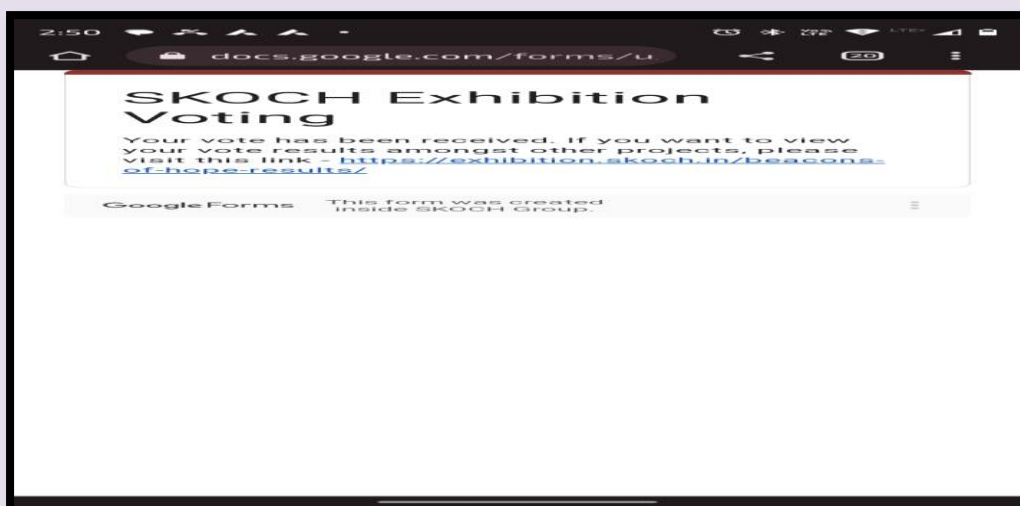 2:50
docs.google.com/forms/u
20
SKOCH Exhibition
Voting
Your vote has been received. If you want to view
your vote results amongst other projects, please
visit this link - https://exhibition.skoch.in/beacons-
of-hope-results/
Google Forms This form was created
inside SKOCH Group.